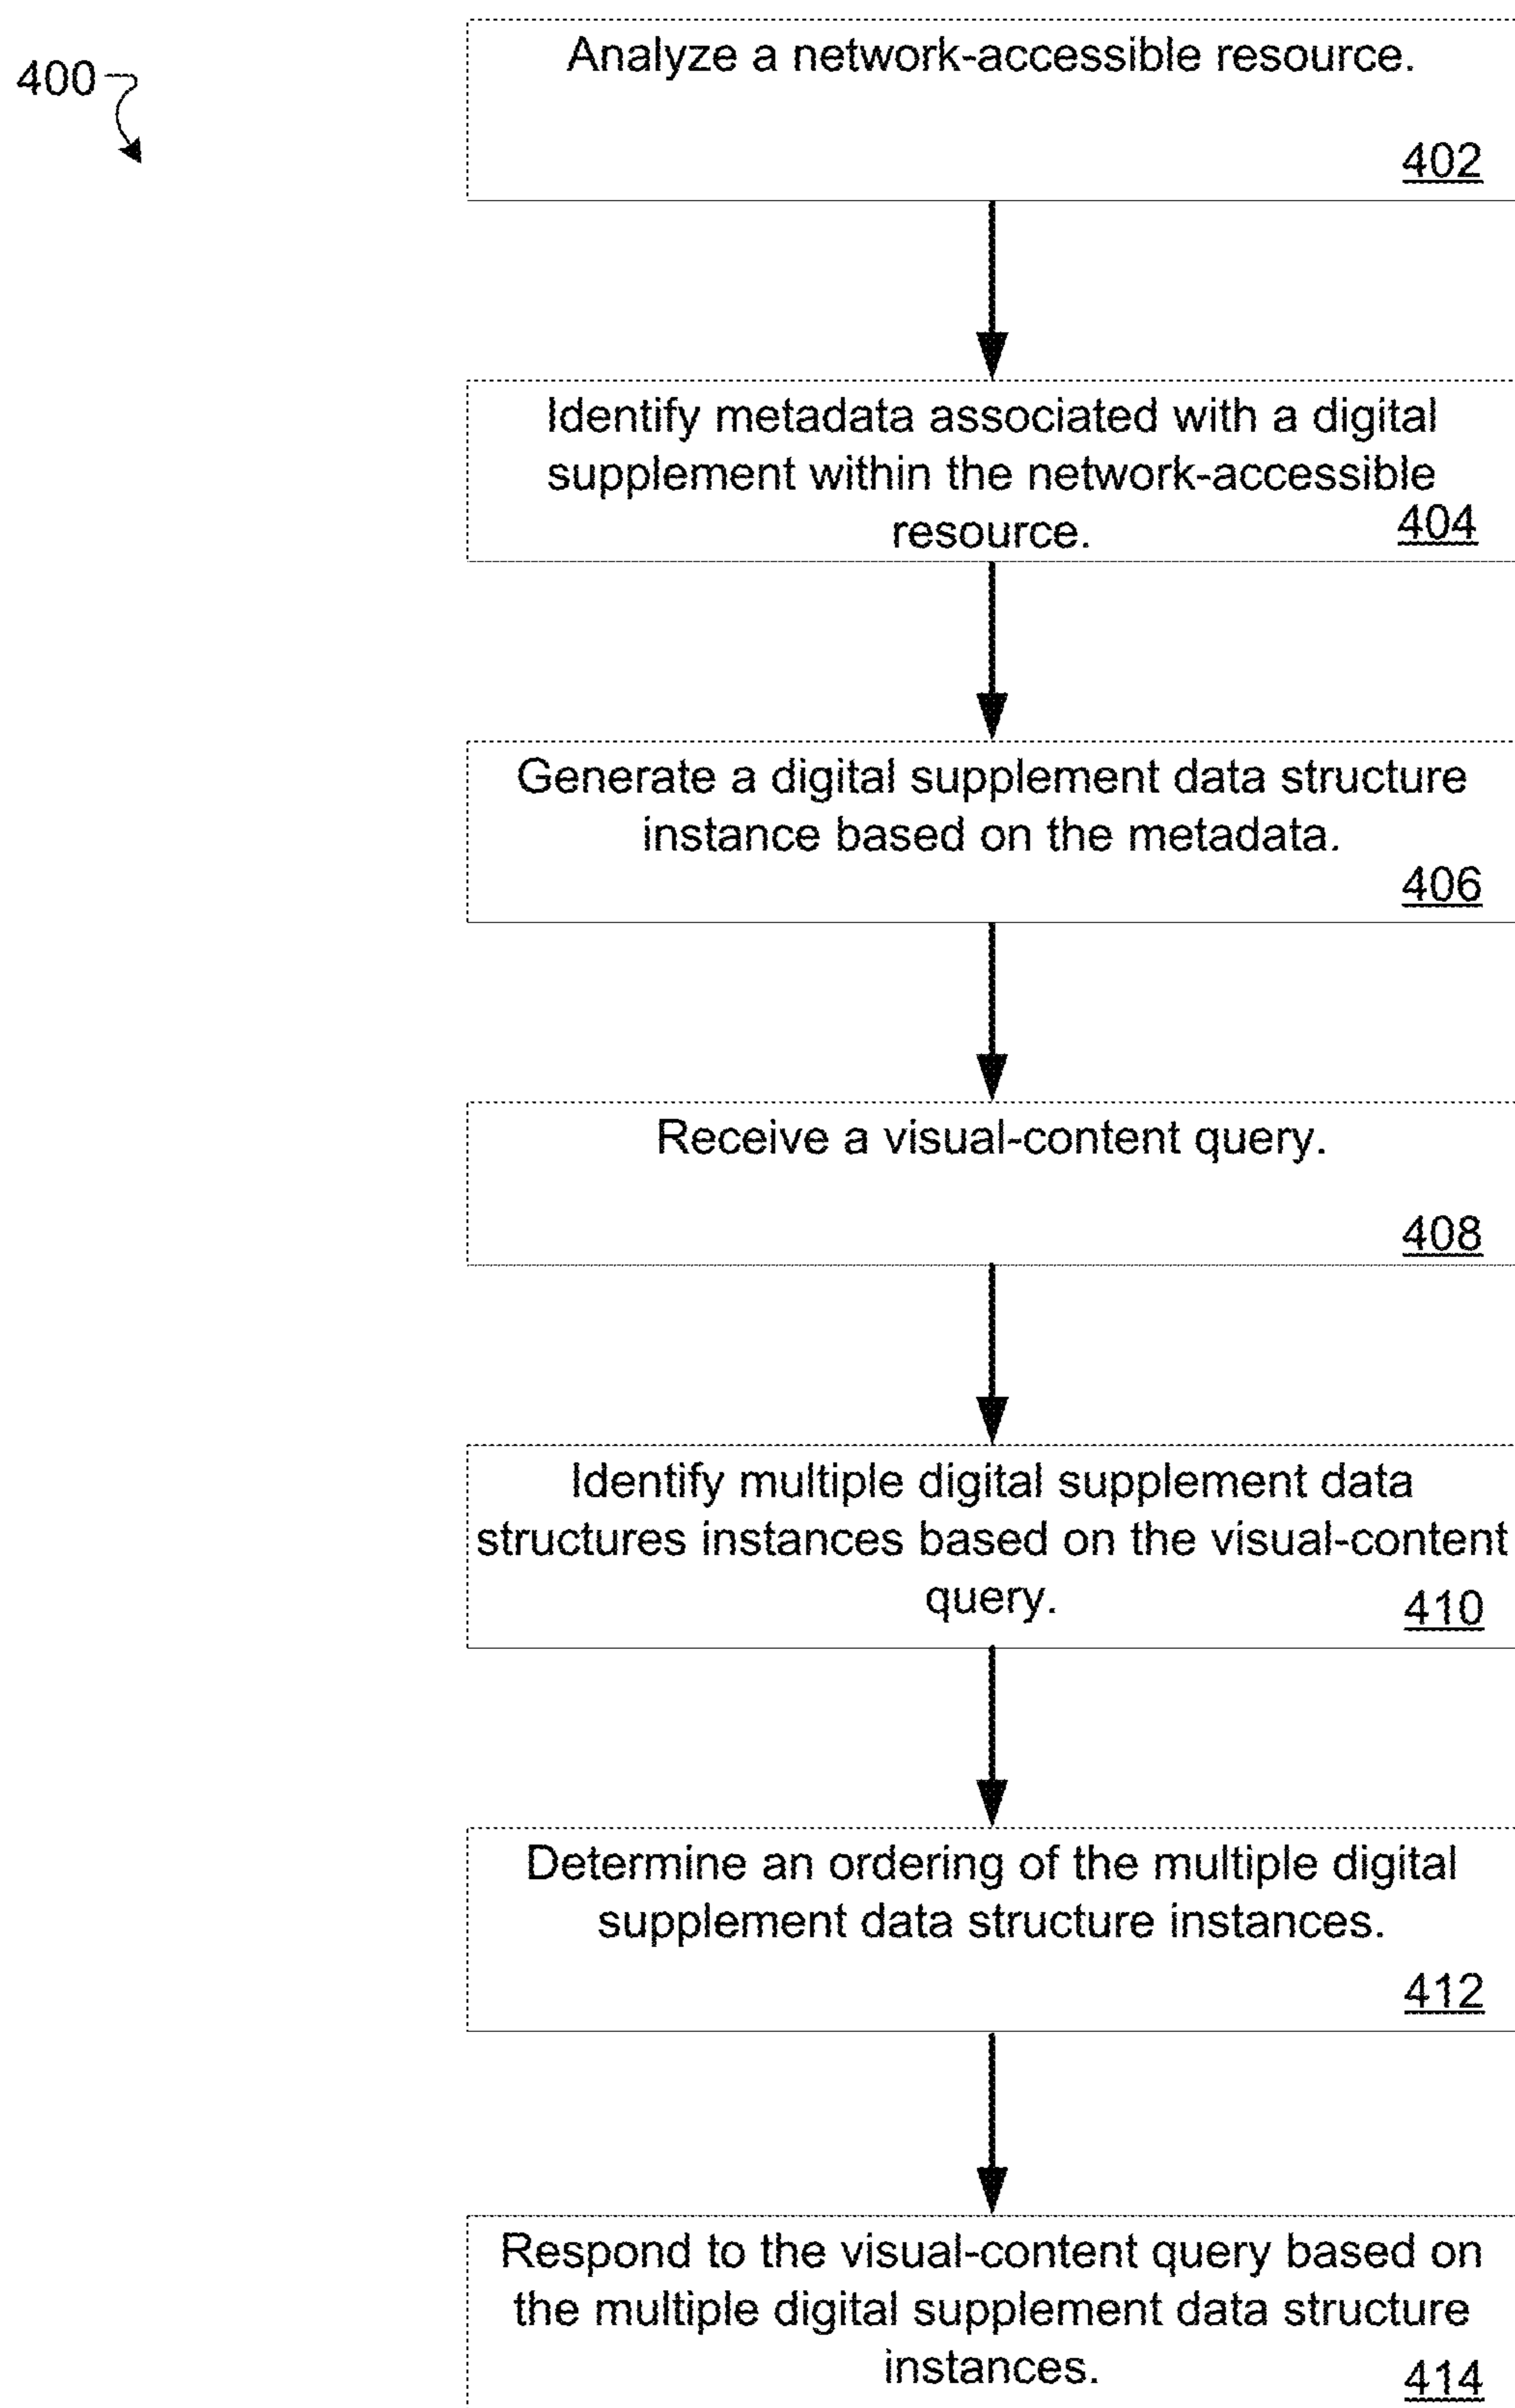 400
Analyze a network-accessible resource.
402
Identify metadata associated with a digital
supplement within the network-accessible
resource.
404
Generate a digital supplement data structure
instance based on the metadata.
406
Receive a visual-content query.
408
Identify multiple digital supplement data
structures instances based on the visual-content
query.
410
Determine an ordering of the multiple digital
supplement data structure instances.
412
Respond to the visual-content query based on
the multiple digital supplement data structure
instances.
414